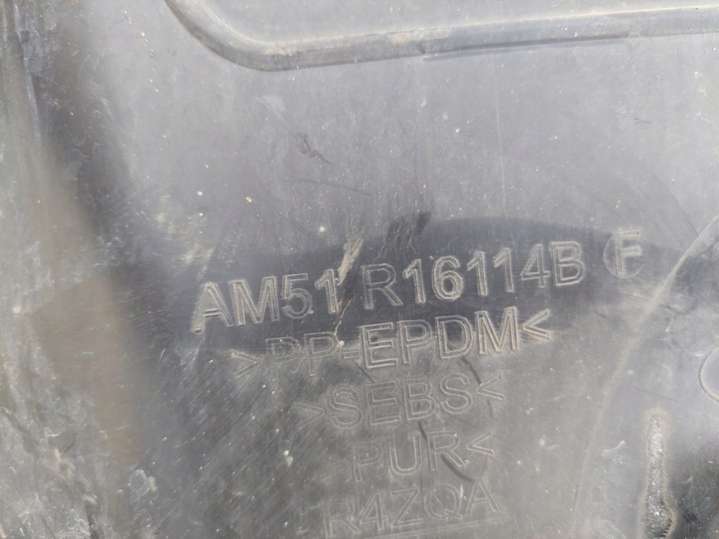 AM51 R16114B F
>PP-EPDM<
>SEBS<
>PUR<
R4ZQA